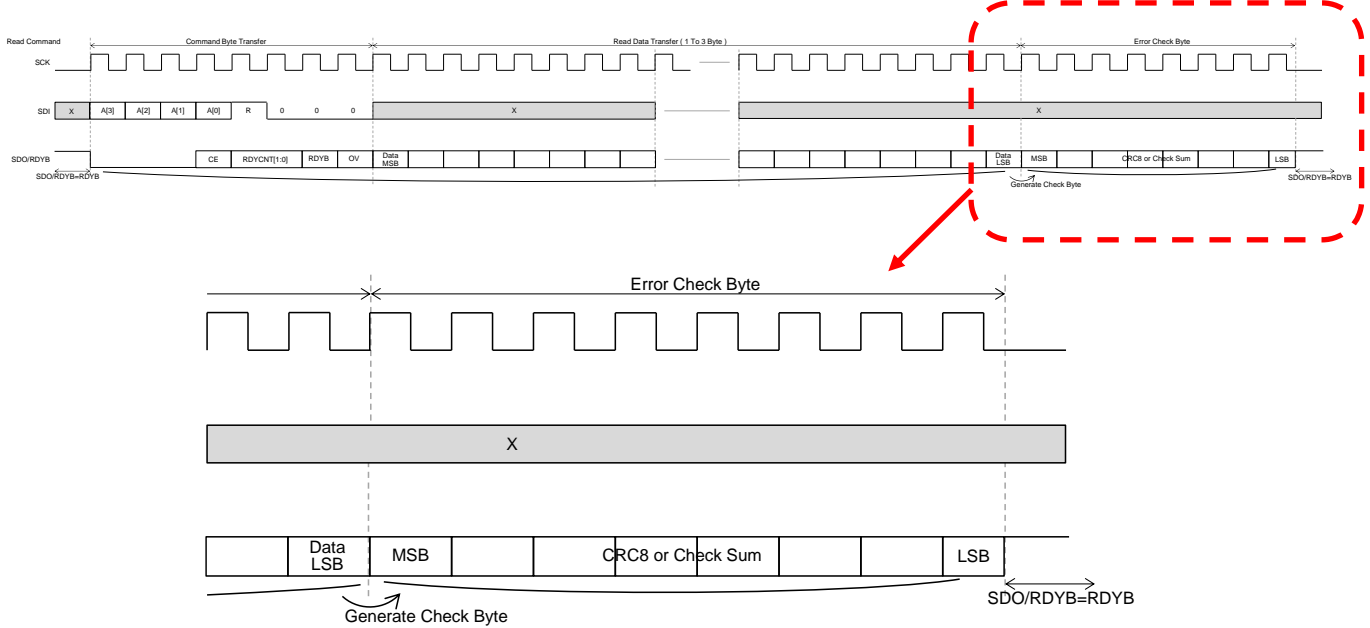 Read Command
Command Byte Transfer
Read Data Transfer ( 1 To 3 Byte )
Error Check Byte
SCK
SDI
X
A[3]
A[2]
A[1]
A[0]
R
0
0
0
X
X
SDO/RDYB
CE
RDYCNT[1:0]
RDYB
OV
Data
MSB
Data
LSB
MSB
CRC8 or Check Sum
LSB
SDO/RDYB=RDYB
Generate Check Byte
SDO/RDYB=RDYB
Error Check Byte
X
Data
LSB
MSB
CRC8 or Check Sum
LSB
SDO/RDYB=RDYB
Generate Check Byte